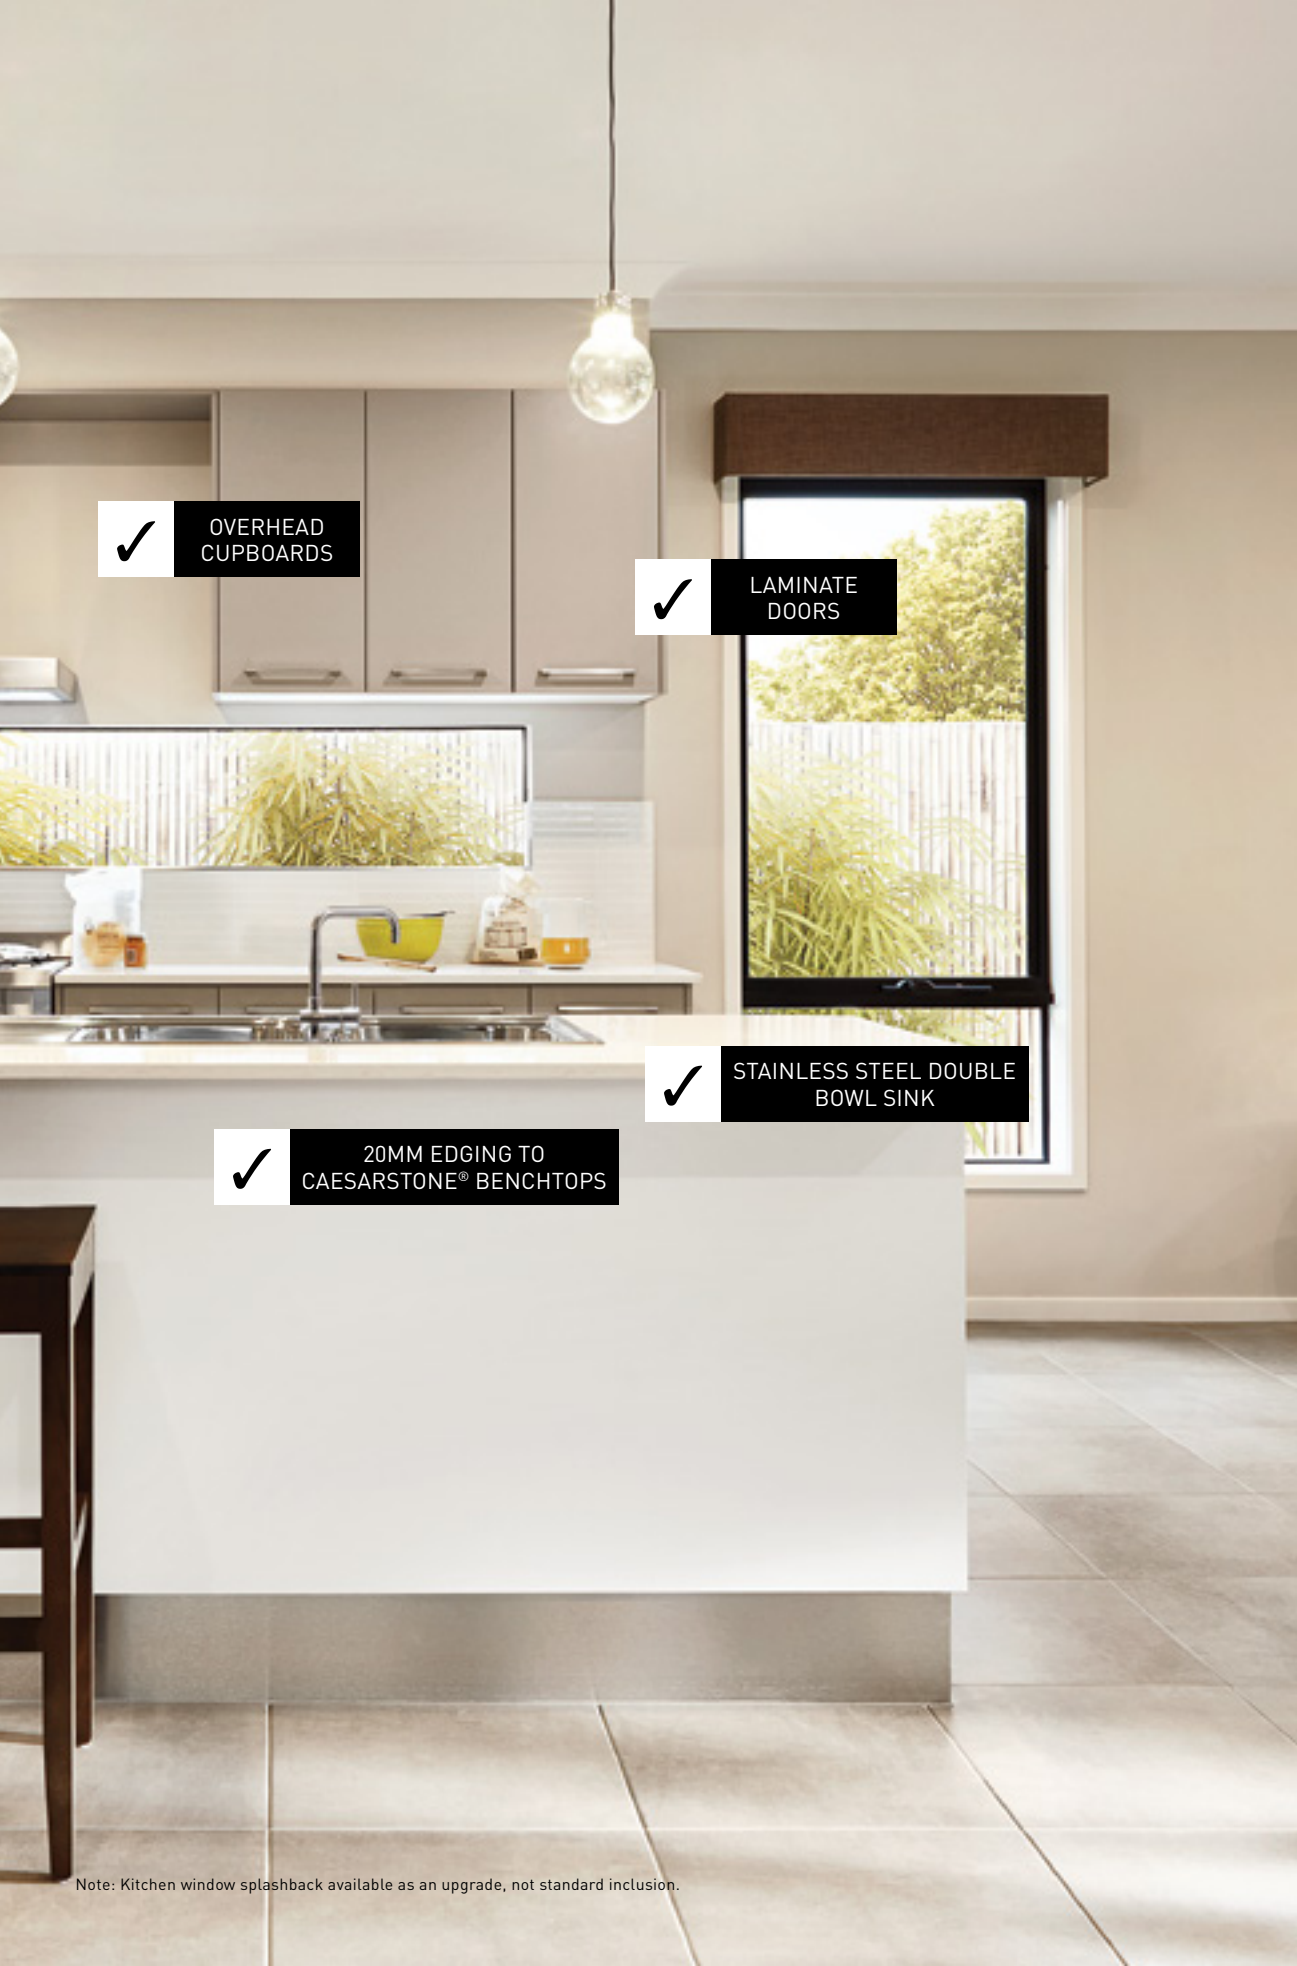 OVERHEAD
CUPBOARDS
LAMINATE
DOORS
STAINLESS STEEL DOUBLE
BOWL SINK
20MM EDGING TO
CAESARSTONE® BENCHTOPS
Note: Kitchen window splashback available as an upgrade, not standard inclusion.